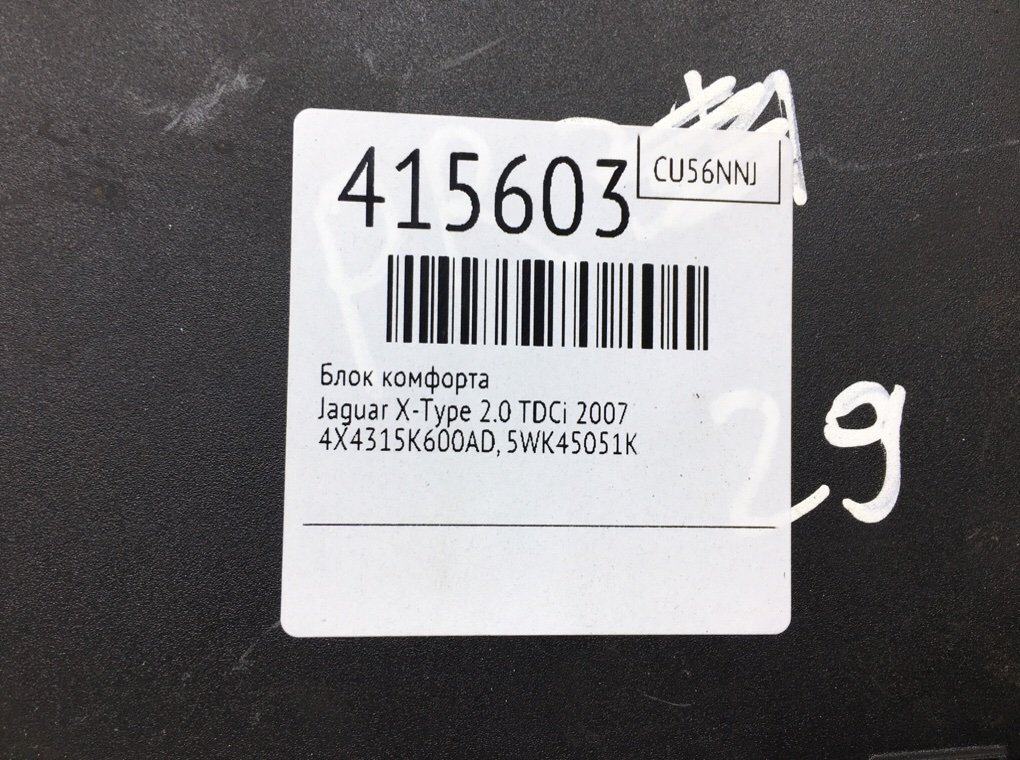 415603
CU56NNJ
Блок комфорта
Jaguar X-Type 2.0 TDCi 2007
4X4315K600AD, 5WK45051K
29